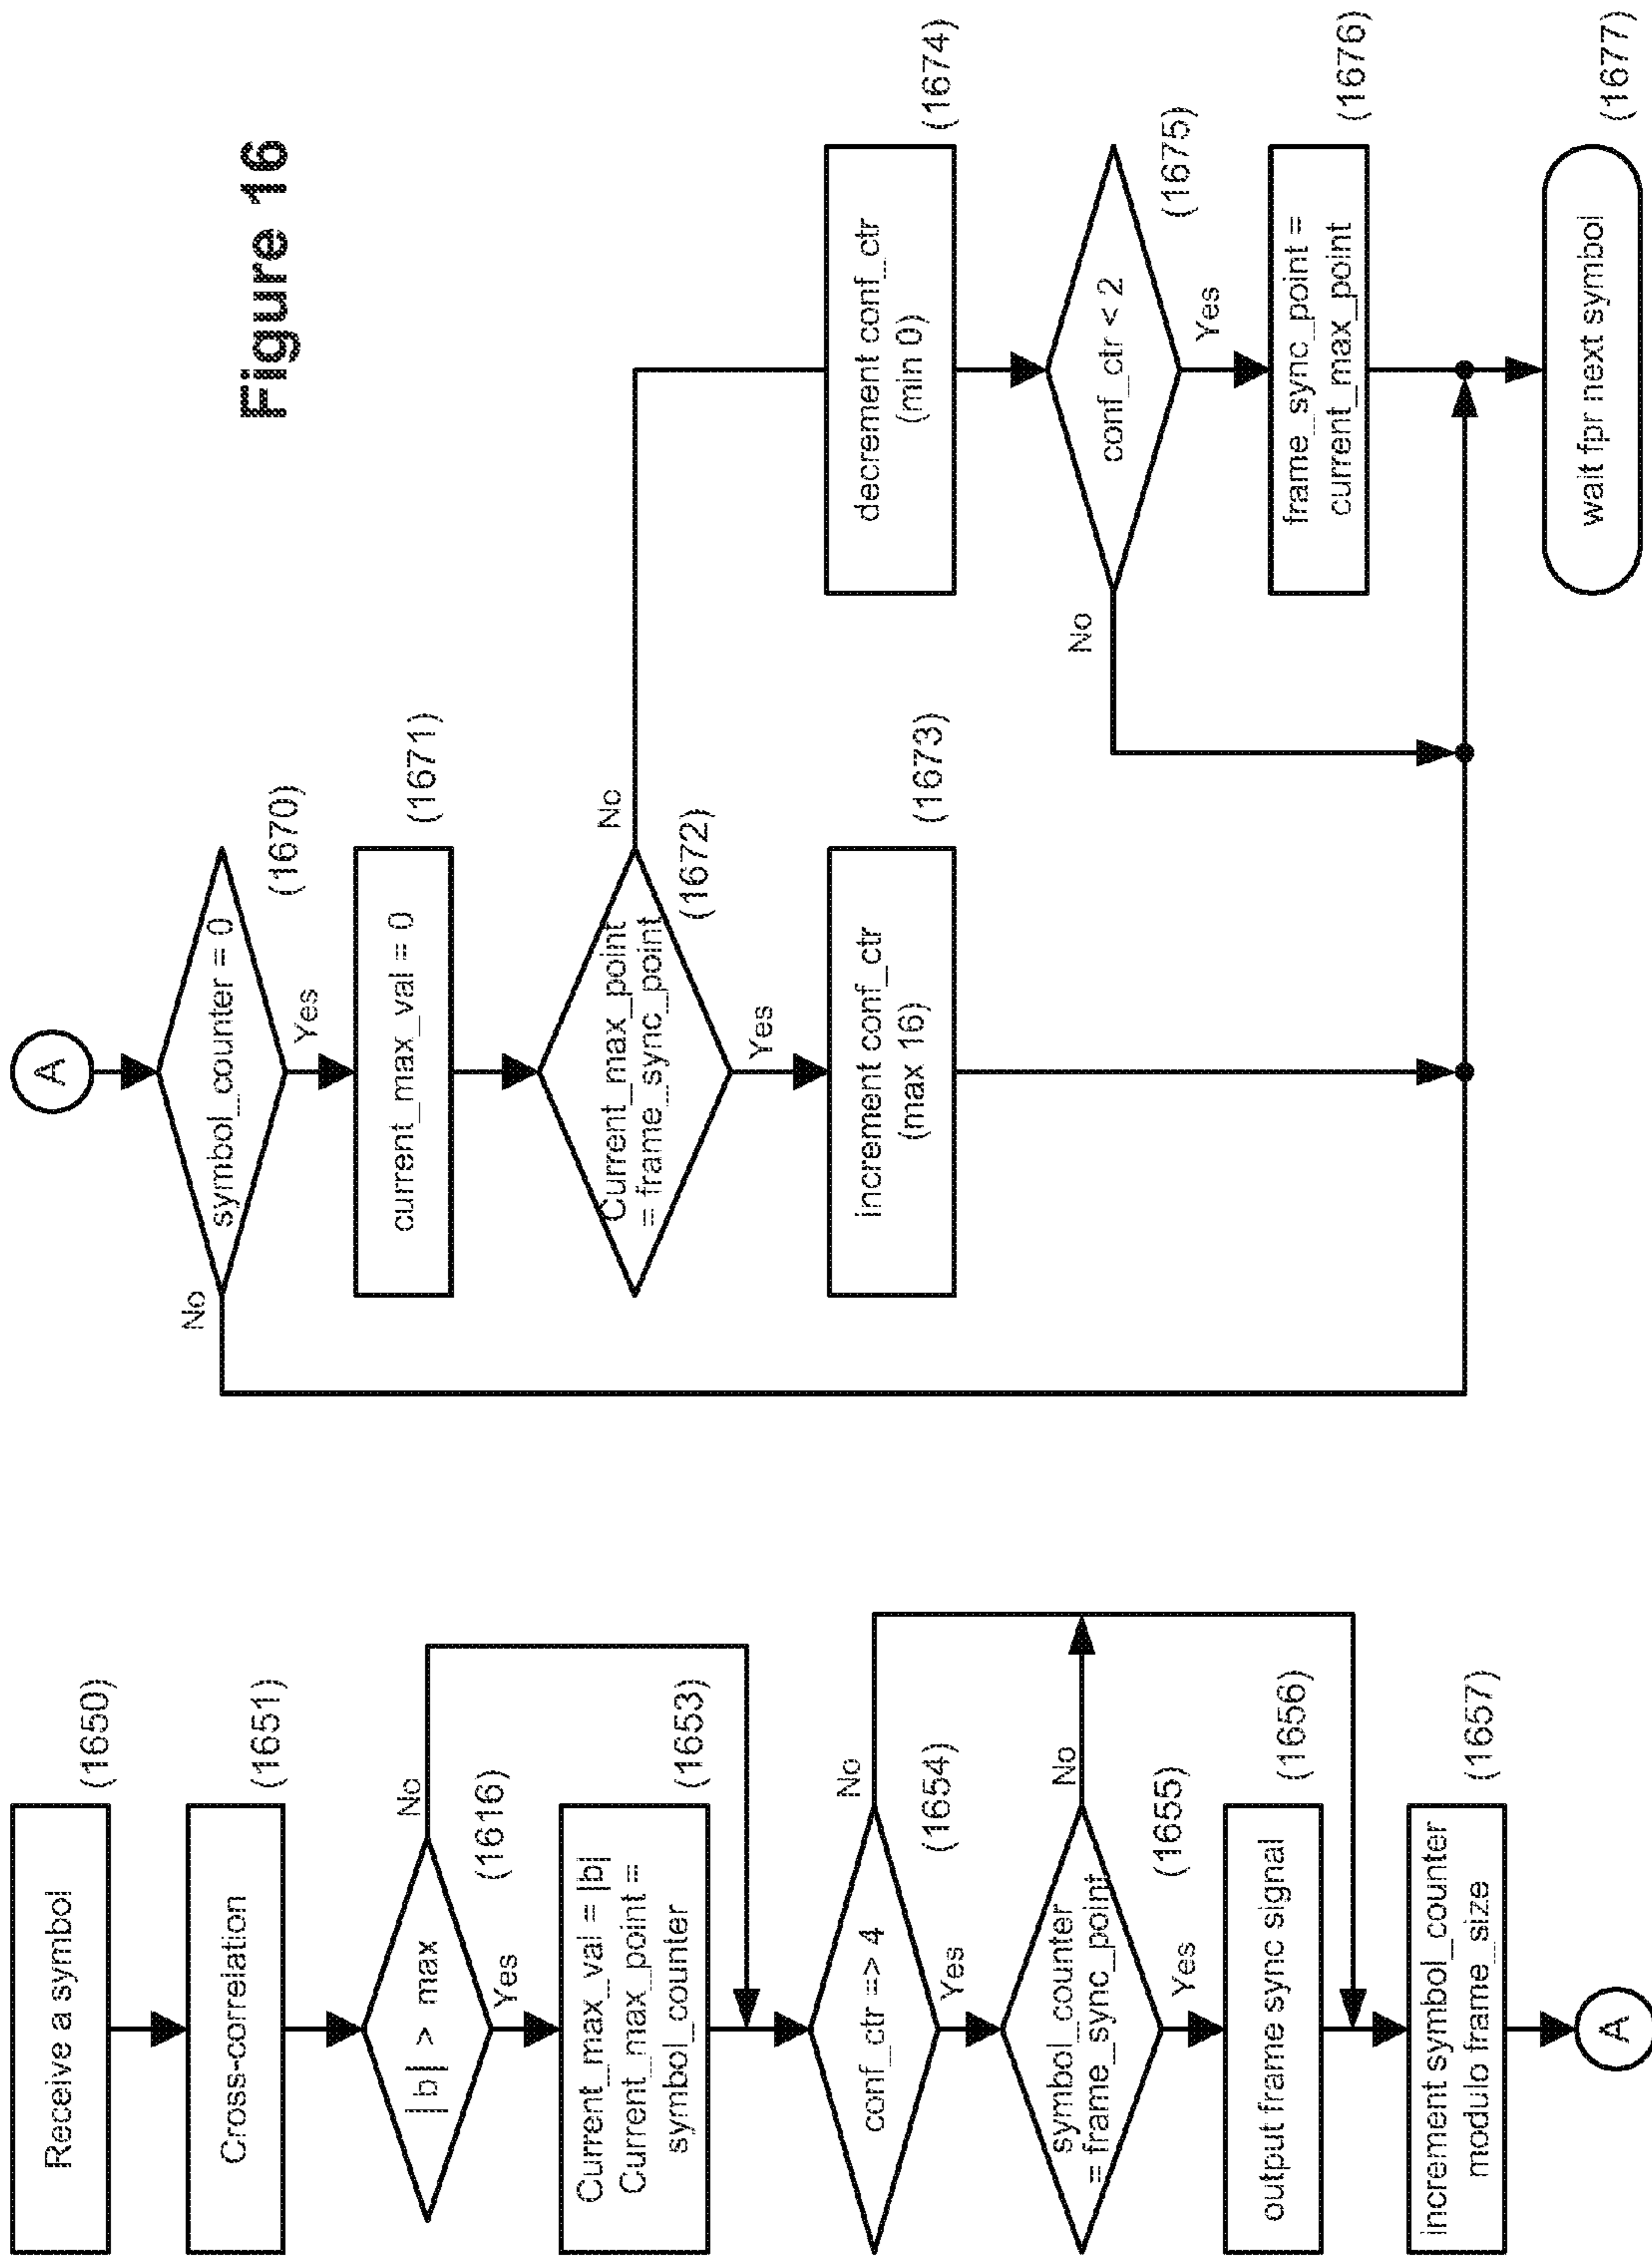 Figure 16
Receive a symbol
(1650)
Cross-correlation
(1651)
|b| > max
No
(1616)
Yes
Current_max_val = |b|
Current_max_point =
symbol_counter
(1653)
conf_ctr => 4
No
(1654)
Yes
symbol_counter
= frame_sync_point
No
(1655)
Yes
output frame sync signal
(1656)
increment symbol_counter
modulo frame_size
(1657)
A
A
symbol_counter = 0
No
(1670)
Yes
current_max_val = 0
(1671)
Current_max_point
= frame_sync_point
No
(1672)
Yes
increment conf_ctr
(max 16)
(1673)
decrement conf_ctr
(min 0)
(1674)
conf_ctr < 2
No
(1675)
Yes
frame_sync_point =
current_max_point
(1676)
wait fpr next symbol
(1677)